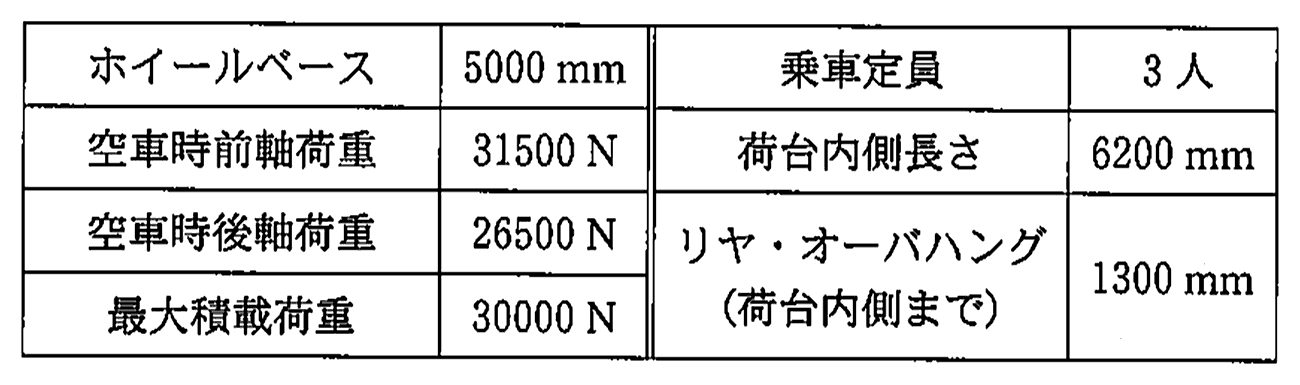 ホイールベース 5000 mm 乗車定員 3 人
空車時前軸荷重 31500 N 荷台内側長さ 6200 mm
空車時後軸荷重 26500 N リヤ・オーバハング
(荷台内側まで) 1300 mm
最大積載荷重 30000 N